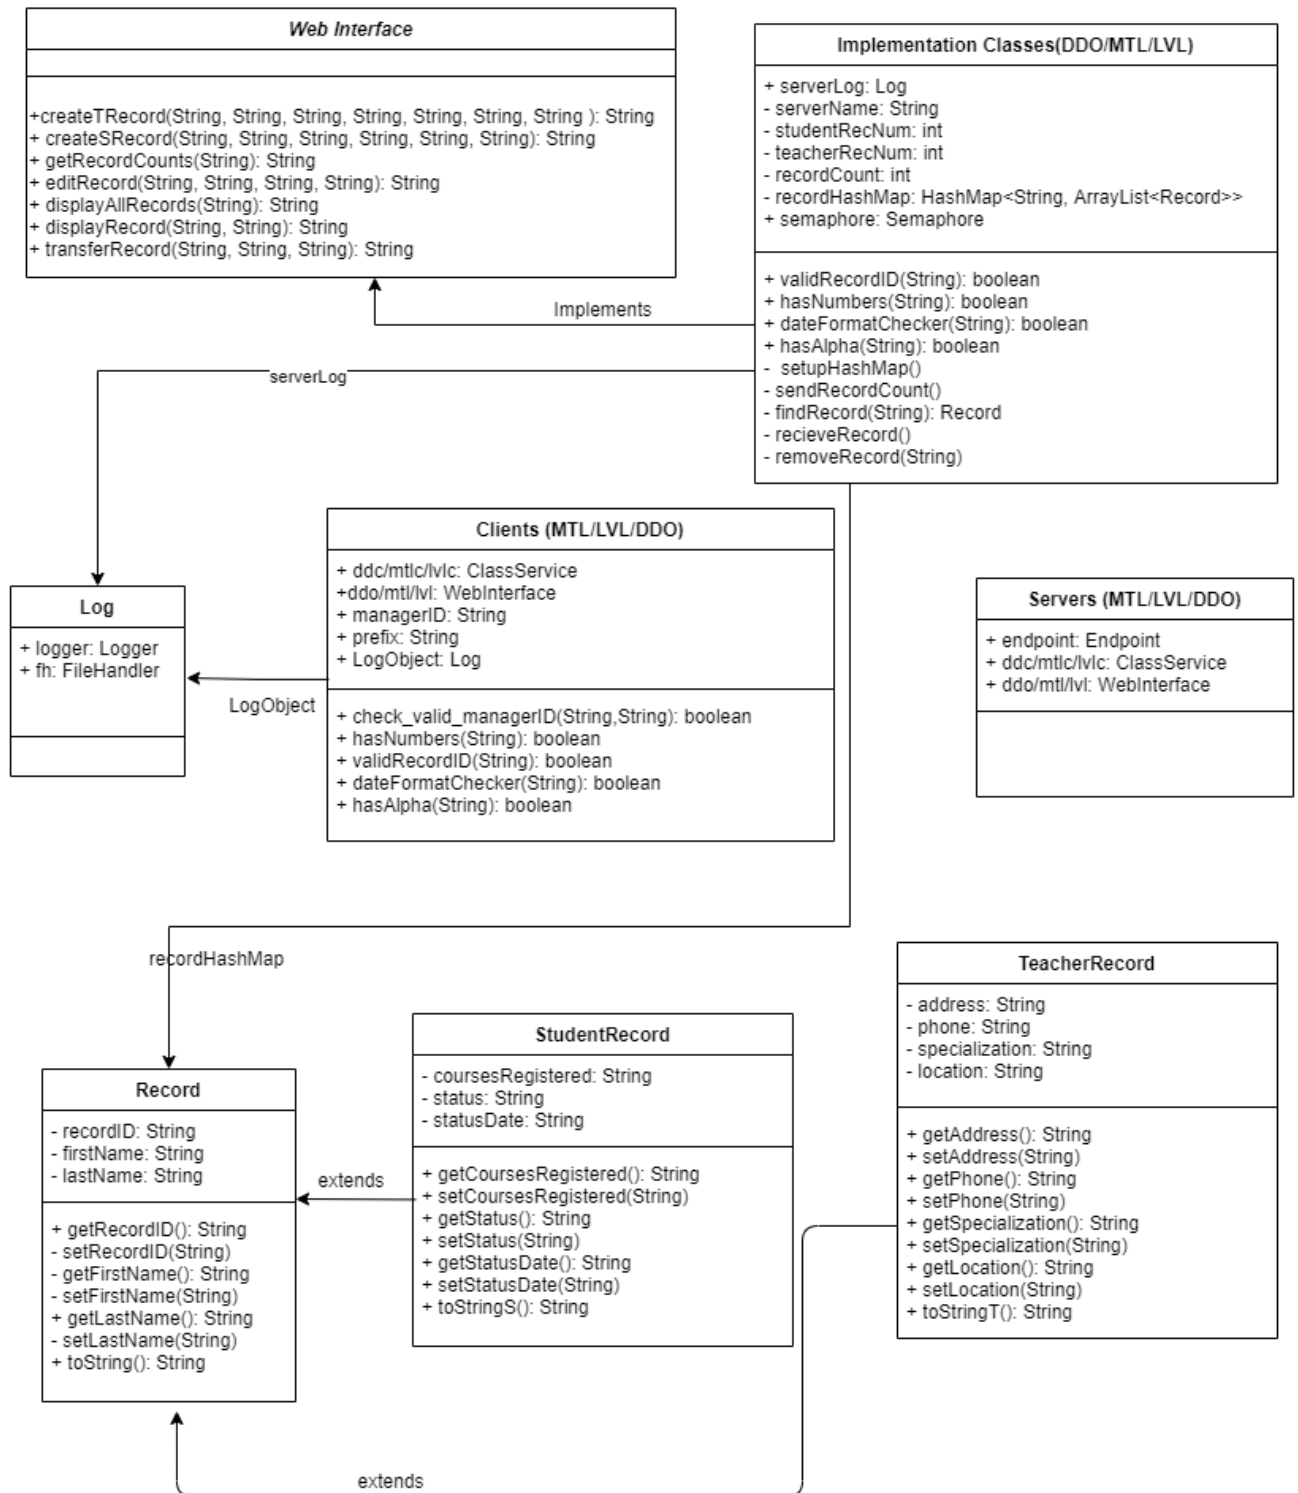 Web Interface
+createTRecord(String, String, String, String, String, String, String ): String
+ createSRecord(String, String, String, String, String, String): String
+ getRecordCounts(String): String
+ editRecord(String, String, String, String): String
+ displayAllRecords(String): String
+ displayRecord(String, String): String
+ transferRecord(String, String, String): String
Implementation Classes(DDO/MTL/LVL)
+ serverLog: Log
- serverName: String
- studentRecNum: int
- teacherRecNum: int
- recordCount: int
- recordHashMap: HashMap<String, ArrayList<Record>>
+ semaphore: Semaphore
+ validRecordID(String): boolean
+ hasNumbers(String): boolean
+ dateFormatChecker(String): boolean
+ hasAlpha(String): boolean
- setupHashMap()
- sendRecordCount()
- findRecord(String): Record
- recieveRecord()
- removeRecord(String)
Implements
serverLog
Clients (MTL/LVL/DDO)
+ ddc/mtlc/lvlc: ClassService
+ddo/mtl/lvl: WebInterface
+ managerID: String
+ prefix: String
+ LogObject: Log
+ check_valid_managerID(String,String): boolean
+ hasNumbers(String): boolean
+ validRecordID(String): boolean
+ dateFormatChecker(String): boolean
+ hasAlpha(String): boolean
Log
+ logger: Logger
+ fh: FileHandler
LogObject
Servers (MTL/LVL/DDO)
+ endpoint: Endpoint
+ ddc/mtlc/lvlc: ClassService
+ ddo/mtl/lvl: WebInterface
recordHashMap
Record
- recordID: String
- firstName: String
- lastName: String
+ getRecordID(): String
- setRecordID(String)
- getFirstName(): String
- setFirstName(String)
+ getLastName(): String
- setLastName(String)
+ toString(): String
extends
StudentRecord
- coursesRegistered: String
- status: String
- statusDate: String
+ getCoursesRegistered(): String
+ setCoursesRegistered(String)
+ getStatus(): String
+ setStatus(String)
+ getStatusDate(): String
+ setStatusDate(String)
+ toStringS(): String
TeacherRecord
- address: String
- phone: String
- specialization: String
- location: String
+ getAddress(): String
+ setAddress(String)
+ getPhone(): String
+ setPhone(String)
+ getSpecialization(): String
+ setSpecialization(String)
+ getLocation(): String
+ setLocation(String)
+ toStringT(): String
extends